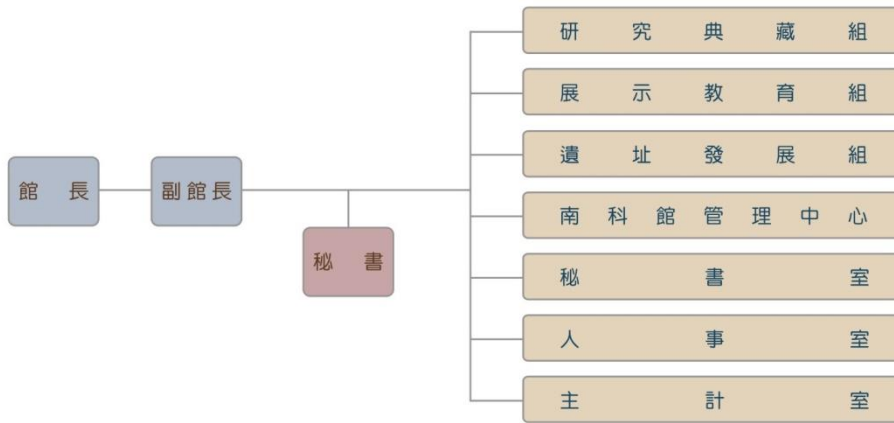 館長
副館長
秘書
研究典藏組
展示教育組
遺址發展組
南科館管理中心
秘書室
人事室
主計室